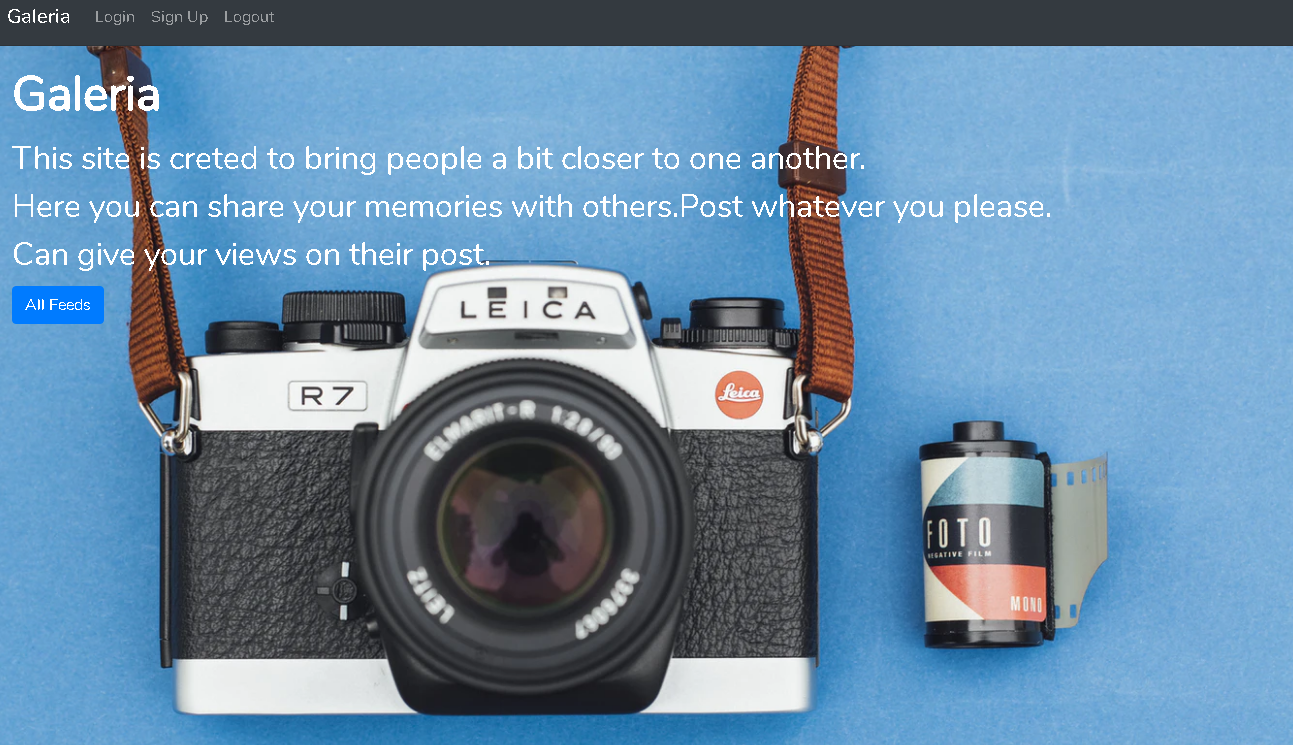 Galeria Login Sign Up Logout
Galeria
This site is creted to bring people a bit closer to one another.
Here you can share your memories with others.Post whatever you please.
Can give your views on their post.
All Feeds
LEICA
R7
Leica
ELMARIT-R 1:2.8/90
LEITZ
FOTO
NEGATIVE FILM
MONO